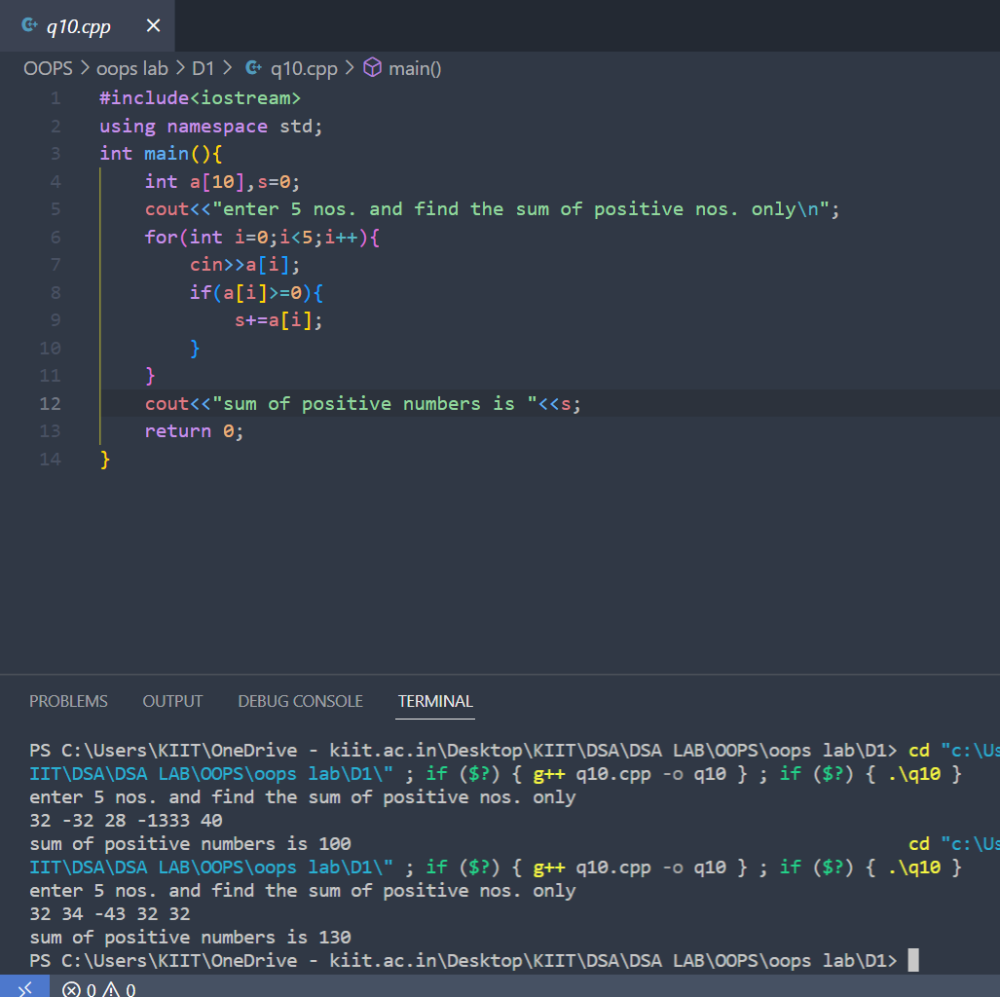 q10.cpp
OOPS > oops lab > D1 > q10.cpp > main()
1 #include<iostream>
2 using namespace std;
3 int main(){
4 int a[10],s=0;
5 cout<<"enter 5 nos. and find the sum of positive nos. only\n";
6 for(int i=0;i<5;i++){
7 cin>>a[i];
8 if(a[i]>=0){
9 s+=a[i];
10 }
11 }
12 cout<<"sum of positive numbers is "<<s;
13 return 0;
14 }
PROBLEMS OUTPUT DEBUG CONSOLE TERMINAL
PS C:\Users\KIIT\OneDrive - kiit.ac.in\Desktop\KIIT\DSA\DSA LAB\OOPS\oops lab\D1> cd "c:\Us
IIT\DSA\DSA LAB\OOPS\oops lab\D1\" ; if ($?) { g++ q10.cpp -o q10 } ; if ($?) { .\q10 }
enter 5 nos. and find the sum of positive nos. only
32 -32 28 -1333 40
sum of positive numbers is 100 cd "c:\Us
IIT\DSA\DSA LAB\OOPS\oops lab\D1\" ; if ($?) { g++ q10.cpp -o q10 } ; if ($?) { .\q10 }
enter 5 nos. and find the sum of positive nos. only
32 34 -43 32 32
sum of positive numbers is 130
PS C:\Users\KIIT\OneDrive - kiit.ac.in\Desktop\KIIT\DSA\DSA LAB\OOPS\oops lab\D1>
0 0